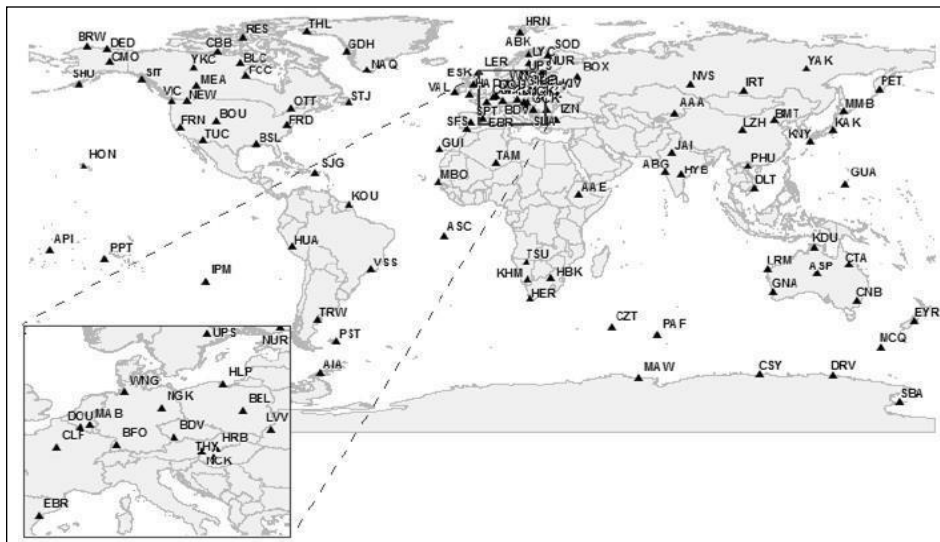 HRN
THL
RES
BRW
DED
CBB
GDH
ABK
LYC
SOD
CMO
YKC
BLC
FCC
NAQ
LER
UPS
NUR
BOX
YAK
SHU
SIT
MEA
ESK
VAL
NVS
IRT
PET
VIC
NEW
OTT
STJ
BOU
FRD
FRN
TUC
BSL
SFS
SPT
EBR
IZN
AAA
LZH
BMT
MMB
KAK
KNY
GUI
TAM
JAI
HON
SJG
MBO
ABG
HYB
PHU
DLT
GUA
AAE
KOU
API
PPT
HUA
ASC
KDU
CTA
IPM
VSS
TSU
KHM
HBK
LRM
ASP
GNA
HER
CNB
TRW
PST
CZT
PAF
EYR
MCQ
AIA
MAW
CSY
DRV
SBA
UPS
NUR
HLP
WNG
NGK
BEL
DOU
MAB
LVV
CLF
BFO
BDV
HRB
THY
NCK
EBR